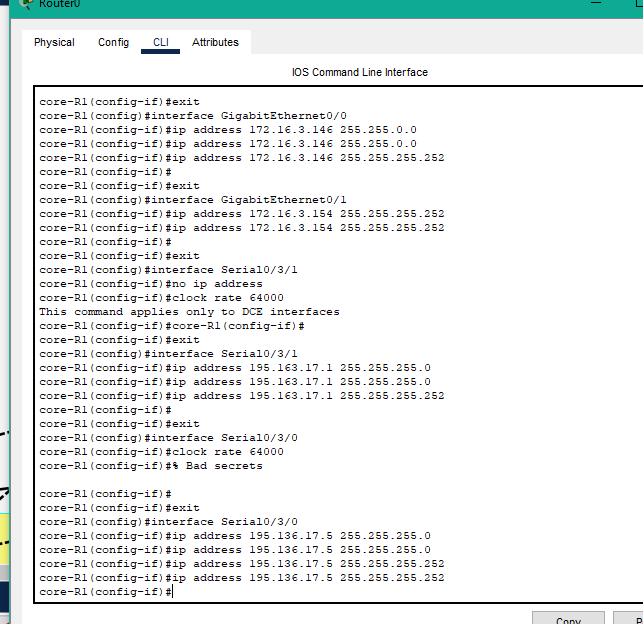 Router0
Physical Config CLI Attributes
IOS Command Line Interface
core-R1(config-if)#exit
core-R1(config)#interface GigabitEthernet0/0
core-R1(config-if)#ip address 172.16.3.146 255.255.0.0
core-R1(config-if)#ip address 172.16.3.146 255.255.0.0
core-R1(config-if)#ip address 172.16.3.146 255.255.255.252
core-R1(config-if)#
core-R1(config-if)#exit
core-R1(config)#interface GigabitEthernet0/1
core-R1(config-if)#ip address 172.16.3.154 255.255.255.252
core-R1(config-if)#ip address 172.16.3.154 255.255.255.252
core-R1(config-if)#
core-R1(config-if)#exit
core-R1(config)#interface Serial0/3/1
core-R1(config-if)#no ip address
core-R1(config-if)#clock rate 64000
This command applies only to DCE interfaces
core-R1(config-if)#core-R1(config-if)#
core-R1(config-if)#exit
core-R1(config)#interface Serial0/3/1
core-R1(config-if)#ip address 195.163.17.1 255.255.255.0
core-R1(config-if)#ip address 195.163.17.1 255.255.255.0
core-R1(config-if)#ip address 195.163.17.1 255.255.255.252
core-R1(config-if)#
core-R1(config-if)#exit
core-R1(config)#interface Serial0/3/0
core-R1(config-if)#clock rate 64000
core-R1(config-if)#% Bad secrets
core-R1(config-if)#
core-R1(config-if)#exit
core-R1(config)#interface Serial0/3/0
core-R1(config-if)#ip address 195.136.17.5 255.255.255.0
core-R1(config-if)#ip address 195.136.17.5 255.255.255.0
core-R1(config-if)#ip address 195.136.17.5 255.255.255.252
core-R1(config-if)#ip address 195.136.17.5 255.255.255.252
core-R1(config-if)#
Copy